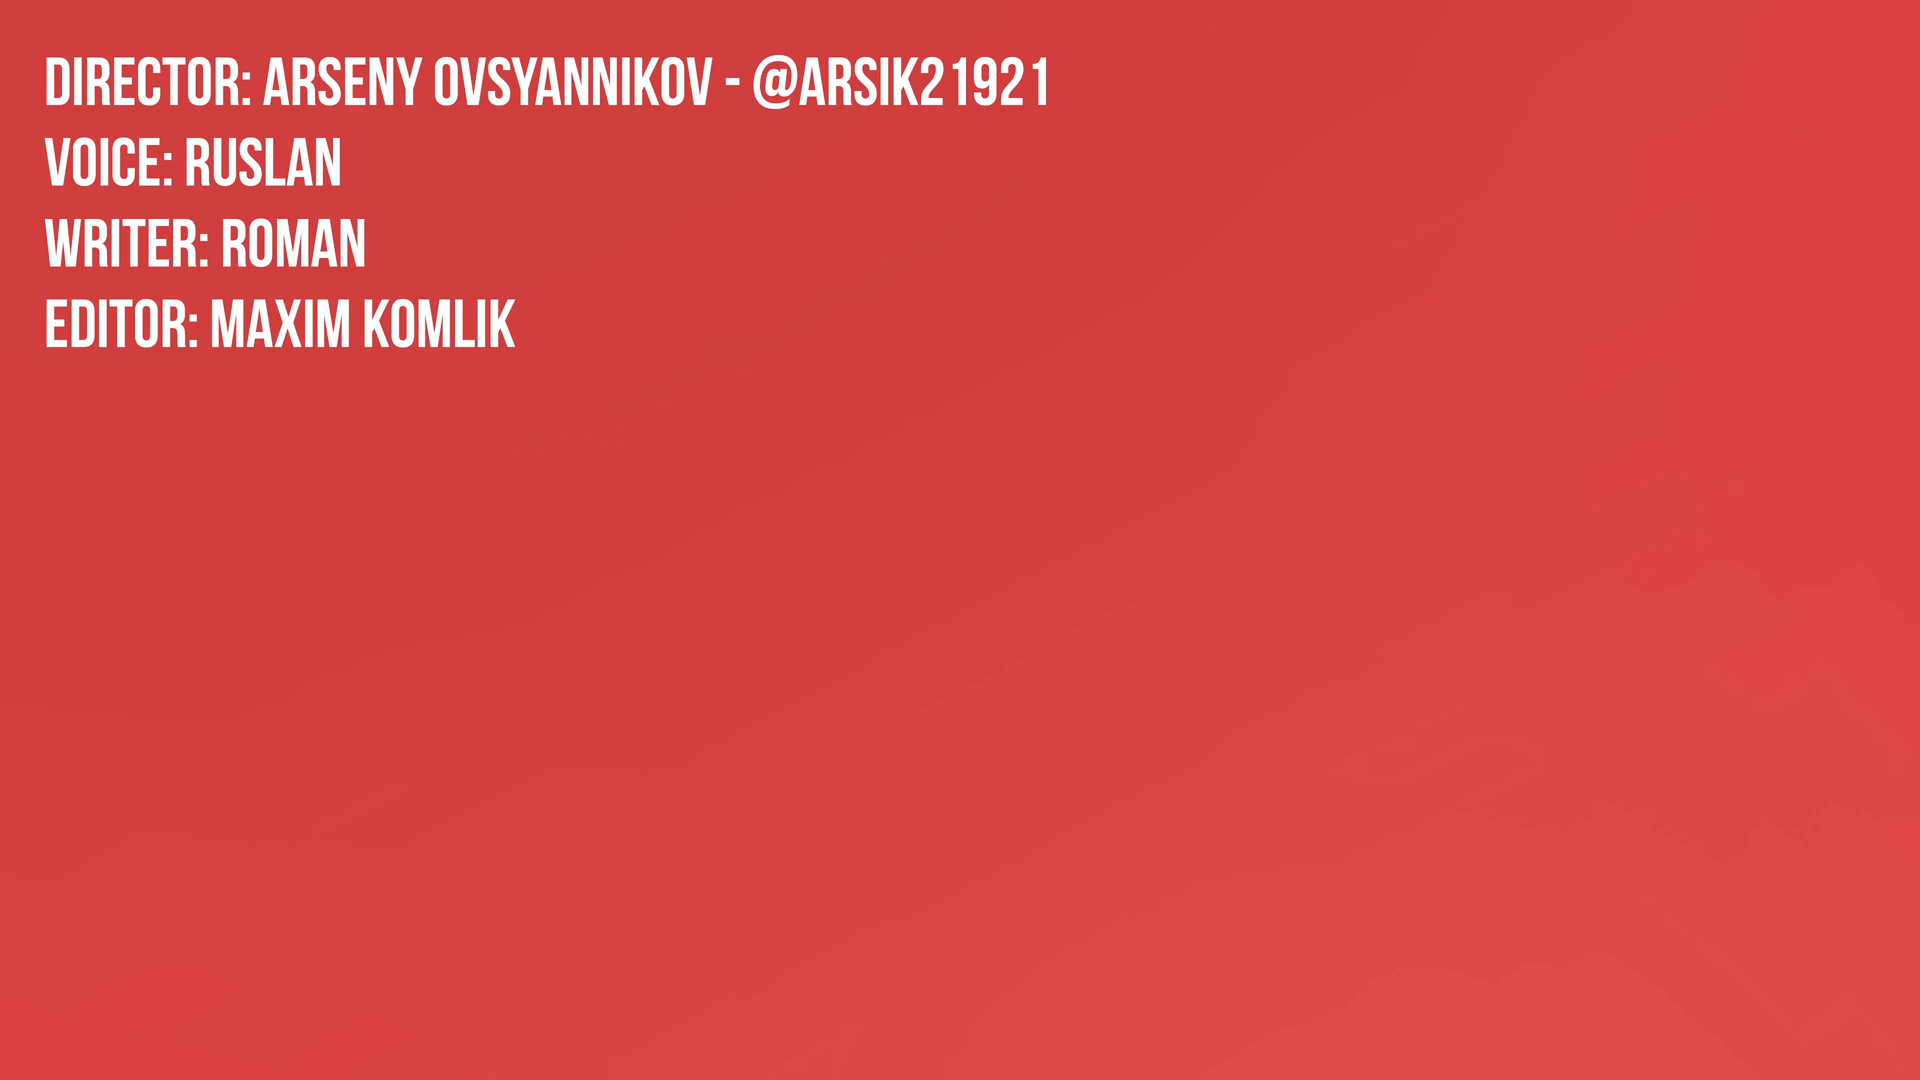 DIRECTOR: ARSENY OVSYANNIKOV - @ARSIK21921
VOICE: RUSLAN
WRITER: ROMAN
EDITOR: MAXIM KOMLIK